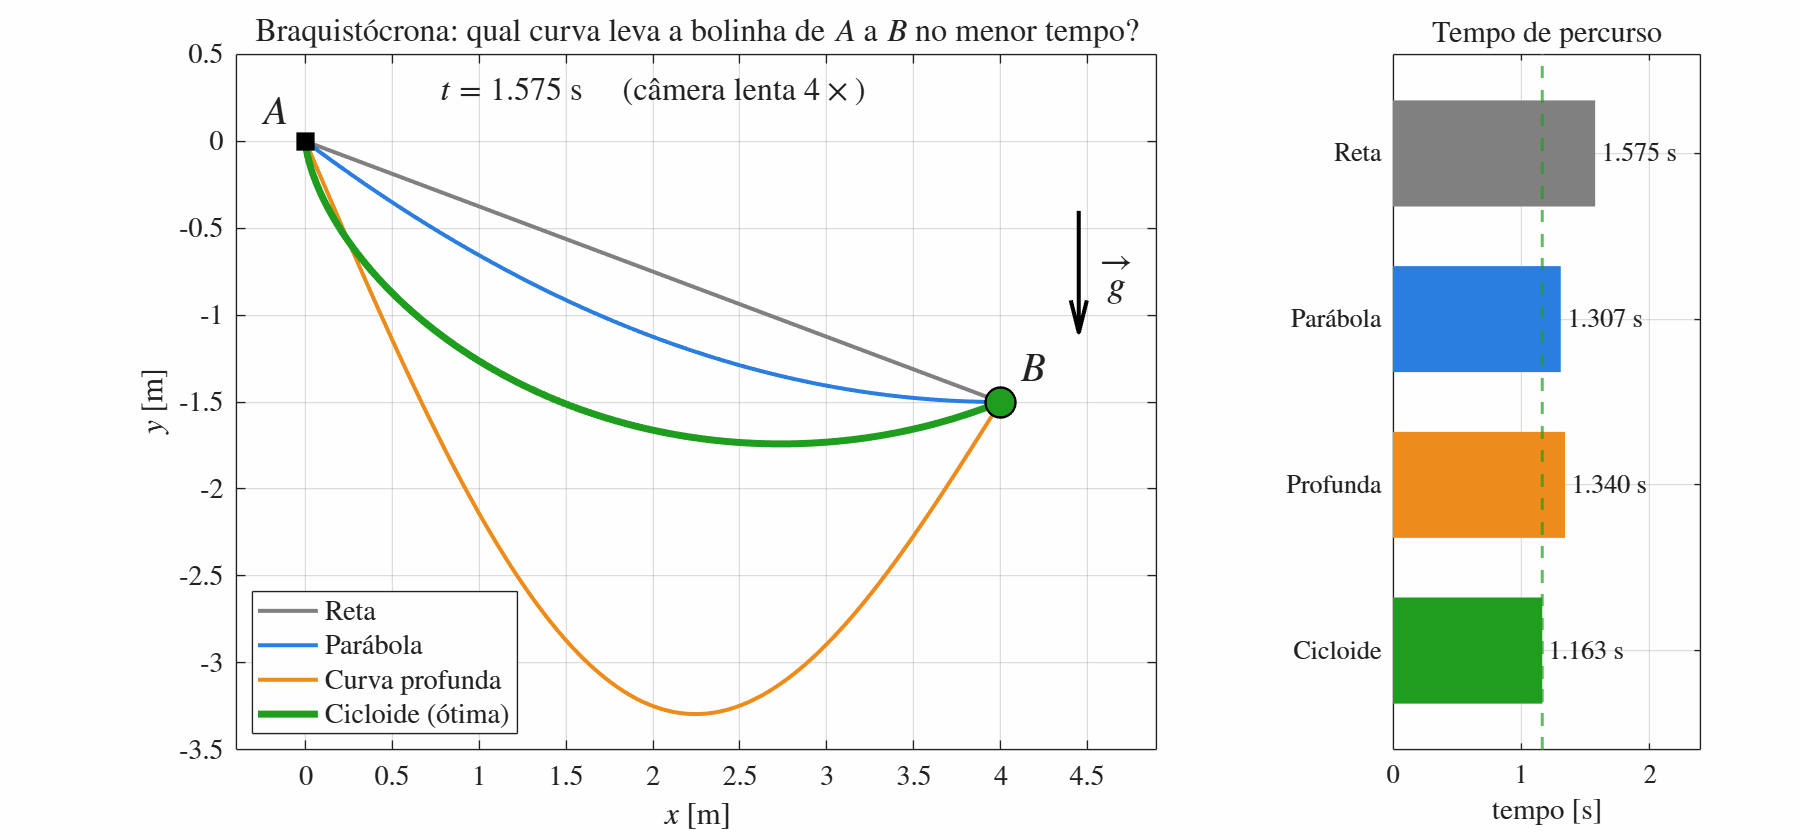 Braquistócrona: qual curva leva a bolinha de A a B no menor tempo?
t = 1.575 s (câmera lenta 4 × )
A
B
g
0.5
0
-0.5
-1
-1.5
-2
-2.5
-3
-3.5
y [m]
Reta
Parábola
Curva profunda
Cicloide (ótima)
0 0.5 1 1.5 2 2.5 3 3.5 4 4.5
x [m]
Tempo de percurso
Reta 1.575 s
Parábola 1.307 s
Profunda 1.340 s
Cicloide 1.163 s
0 1 2
tempo [s]